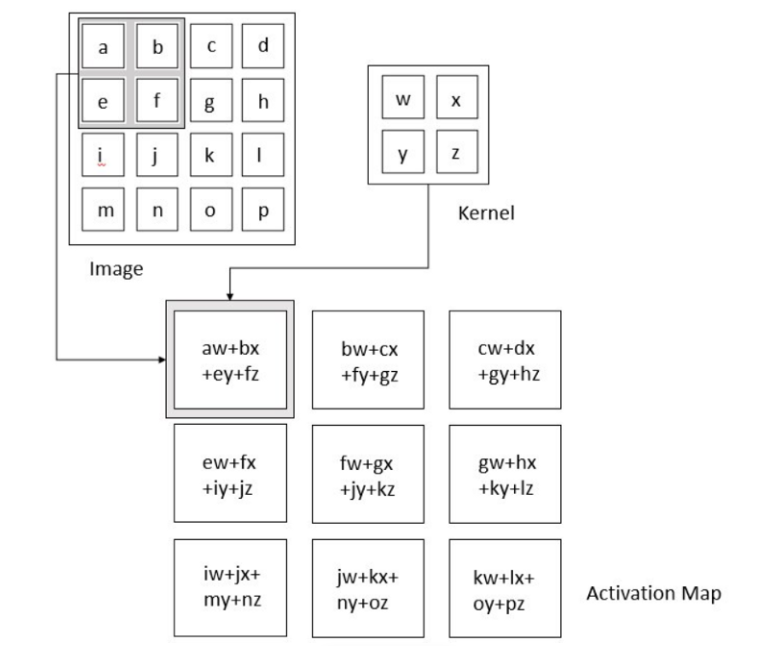 a b c d
e f g h
i j k l
m n o p
Image
w x
y z
Kernel
aw+bx
+ey+fz
bw+cx
+fy+gz
cw+dx
+gy+hz
ew+fx
+iy+jz
fw+gx
+jy+kz
gw+hx
+ky+lz
iw+jx+
my+nz
jw+kx+
ny+oz
kw+lx+
oy+pz
Activation Map